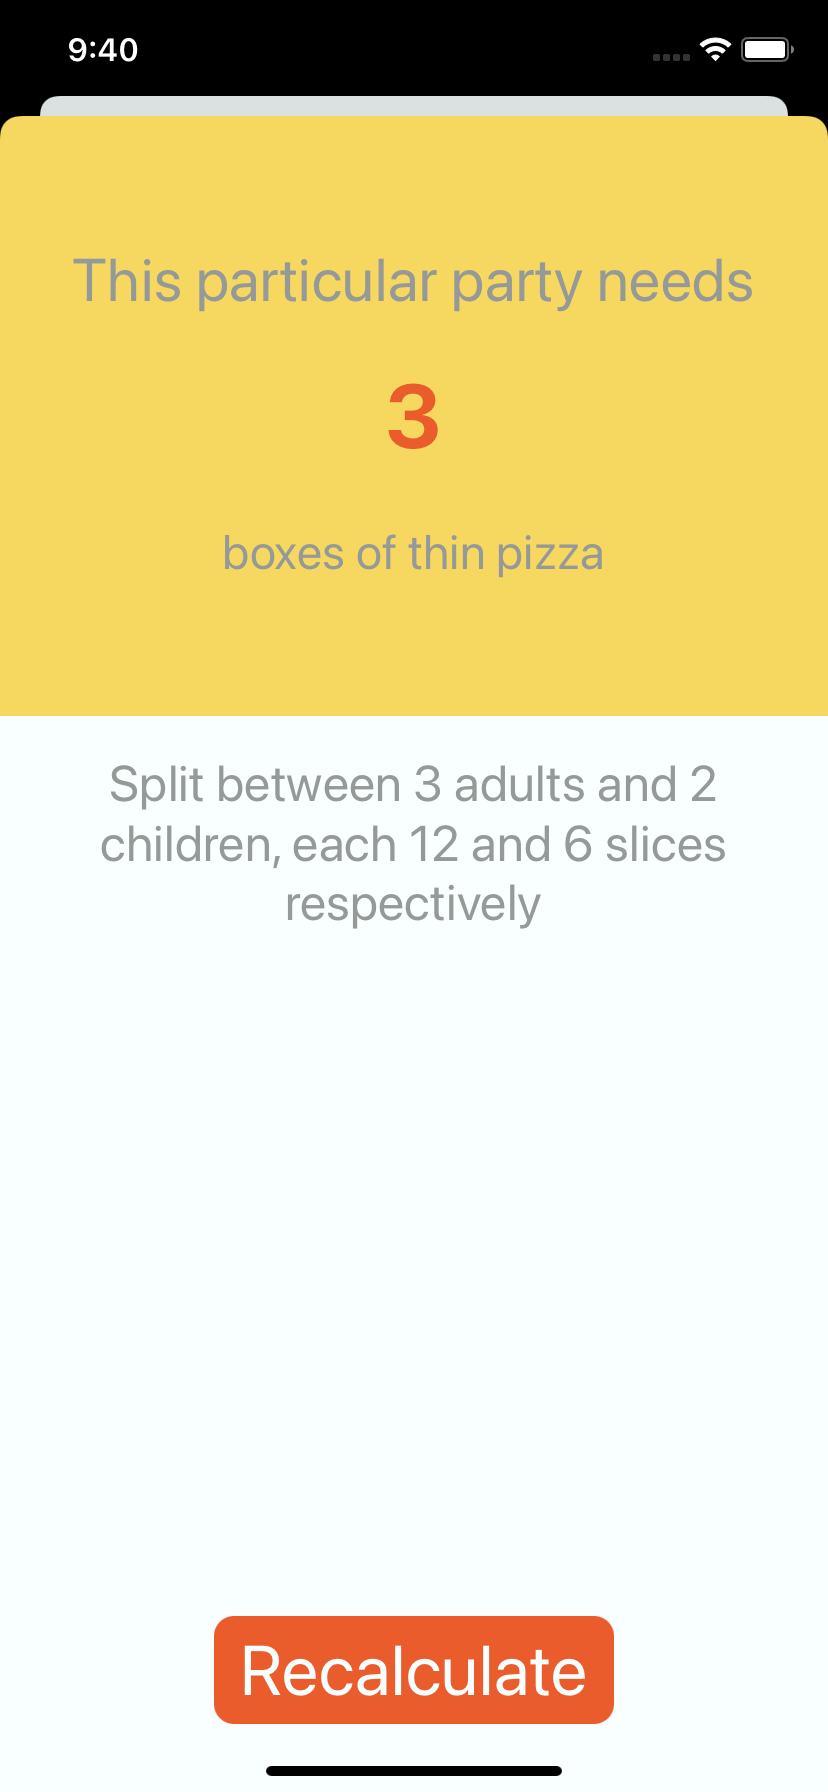 9:40
This particular party needs
3
boxes of thin pizza
Split between 3 adults and 2
children, each 12 and 6 slices
respectively
Recalculate